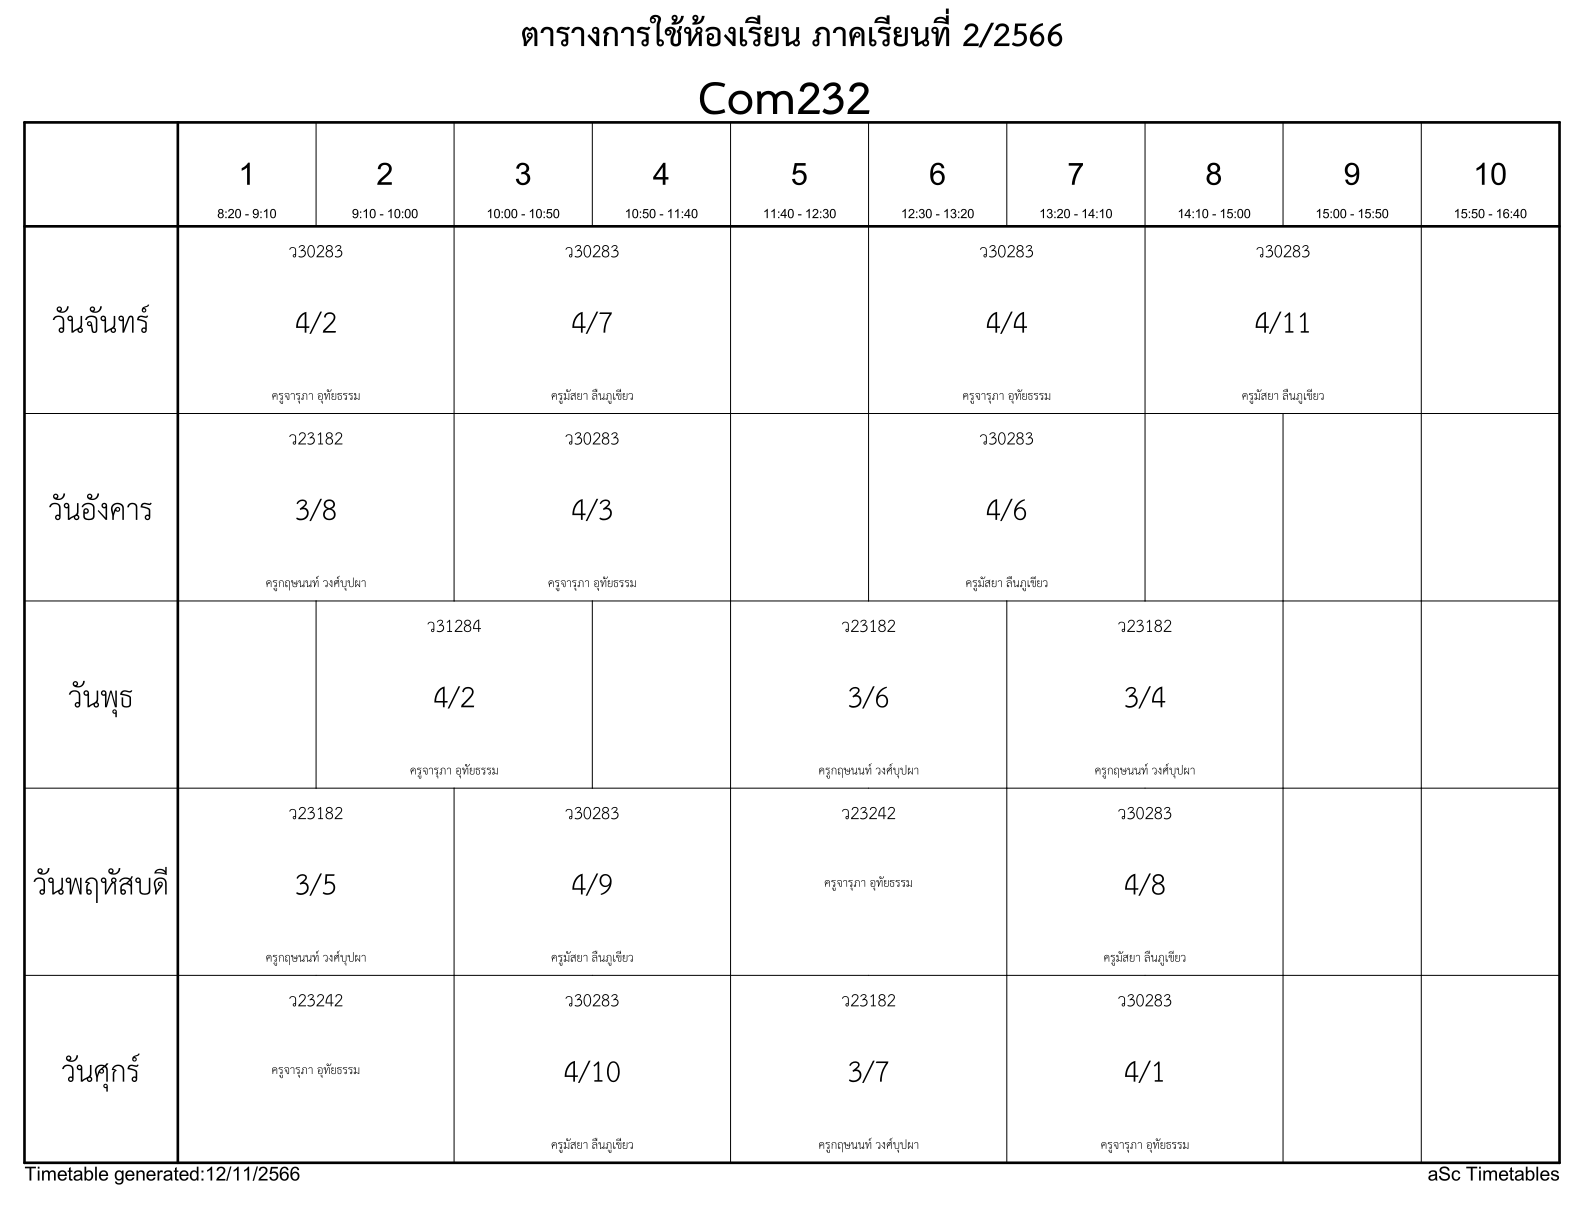 ตารางการใช้ห้องเรียน ภาคเรียนที่ 2/2566
Com232
1 2 3 4 5 6 7 8 9 10
8:20 - 9:10 9:10 - 10:00 10:00 - 10:50 10:50 - 11:40 11:40 - 12:30 12:30 - 13:20 13:20 - 14:10 14:10 - 15:00 15:00 - 15:50 15:50 - 16:40
ว30283 ว30283 ว30283 ว30283
วันจันทร์ 4/2 4/7 4/4 4/11
ครูจารุภา อุทัยธรรม ครูมัสยา ลีนภูเขียว ครูจารุภา อุทัยธรรม ครูมัสยา ลีนภูเขียว
ว23182 ว30283 ว30283
วันอังคาร 3/8 4/3 4/6
ครูกฤษนนท์ วงศ์บุปผา ครูจารุภา อุทัยธรรม ครูมัสยา ลีนภูเขียว
ว31284 ว23182 ว23182
วันพุธ 4/2 3/6 3/4
ครูจารุภา อุทัยธรรม ครูกฤษนนท์ วงศ์บุปผา ครูกฤษนนท์ วงศ์บุปผา
ว23182 ว30283 ว23242 ว30283
วันพฤหัสบดี 3/5 4/9 ครูจารุภา อุทัยธรรม 4/8
ครูกฤษนนท์ วงศ์บุปผา ครูมัสยา ลีนภูเขียว ครูมัสยา ลีนภูเขียว
ว23242 ว30283 ว23182 ว30283
วันศุกร์ ครูจารุภา อุทัยธรรม 4/10 3/7 4/1
ครูมัสยา ลีนภูเขียว ครูกฤษนนท์ วงศ์บุปผา ครูจารุภา อุทัยธรรม
Timetable generated:12/11/2566 aSc Timetables